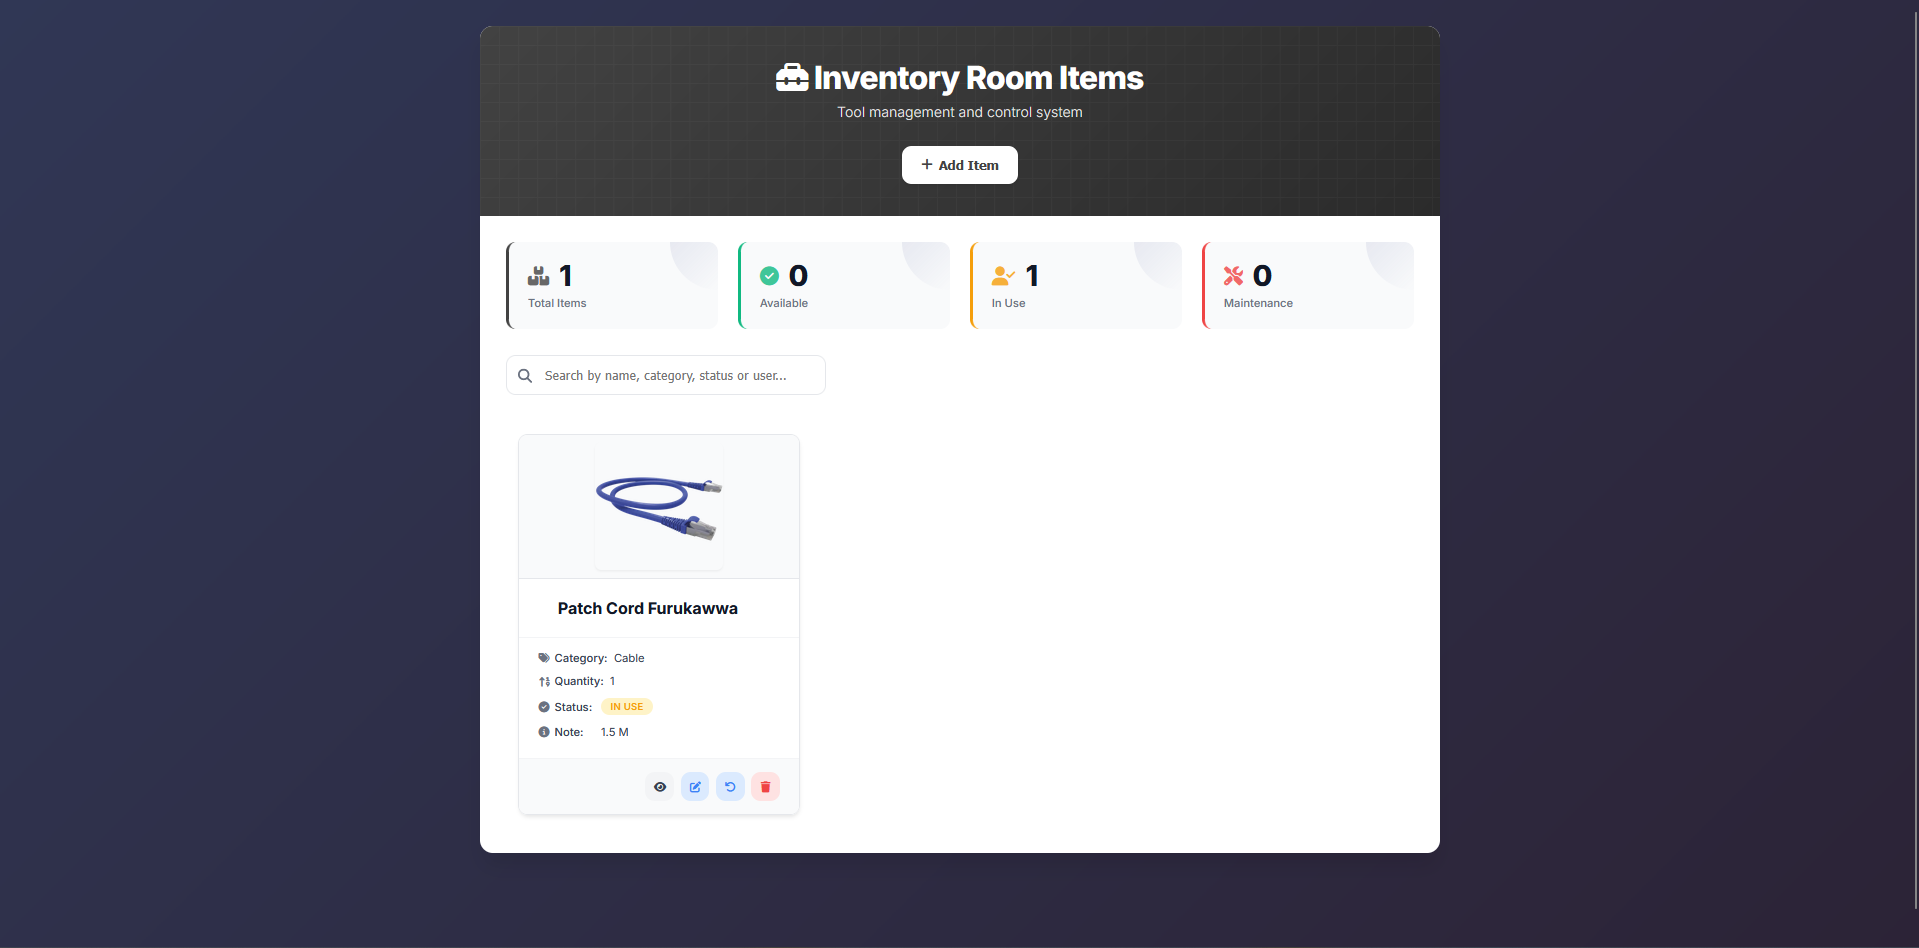 Inventory Room Items
Tool management and control system
+ Add Item
1
Total Items
0
Available
1
In Use
0
Maintenance
Search by name, category, status or user...
Patch Cord Furukawwa
Category: Cable
Quantity: 1
Status: IN USE
Note: 1.5 M